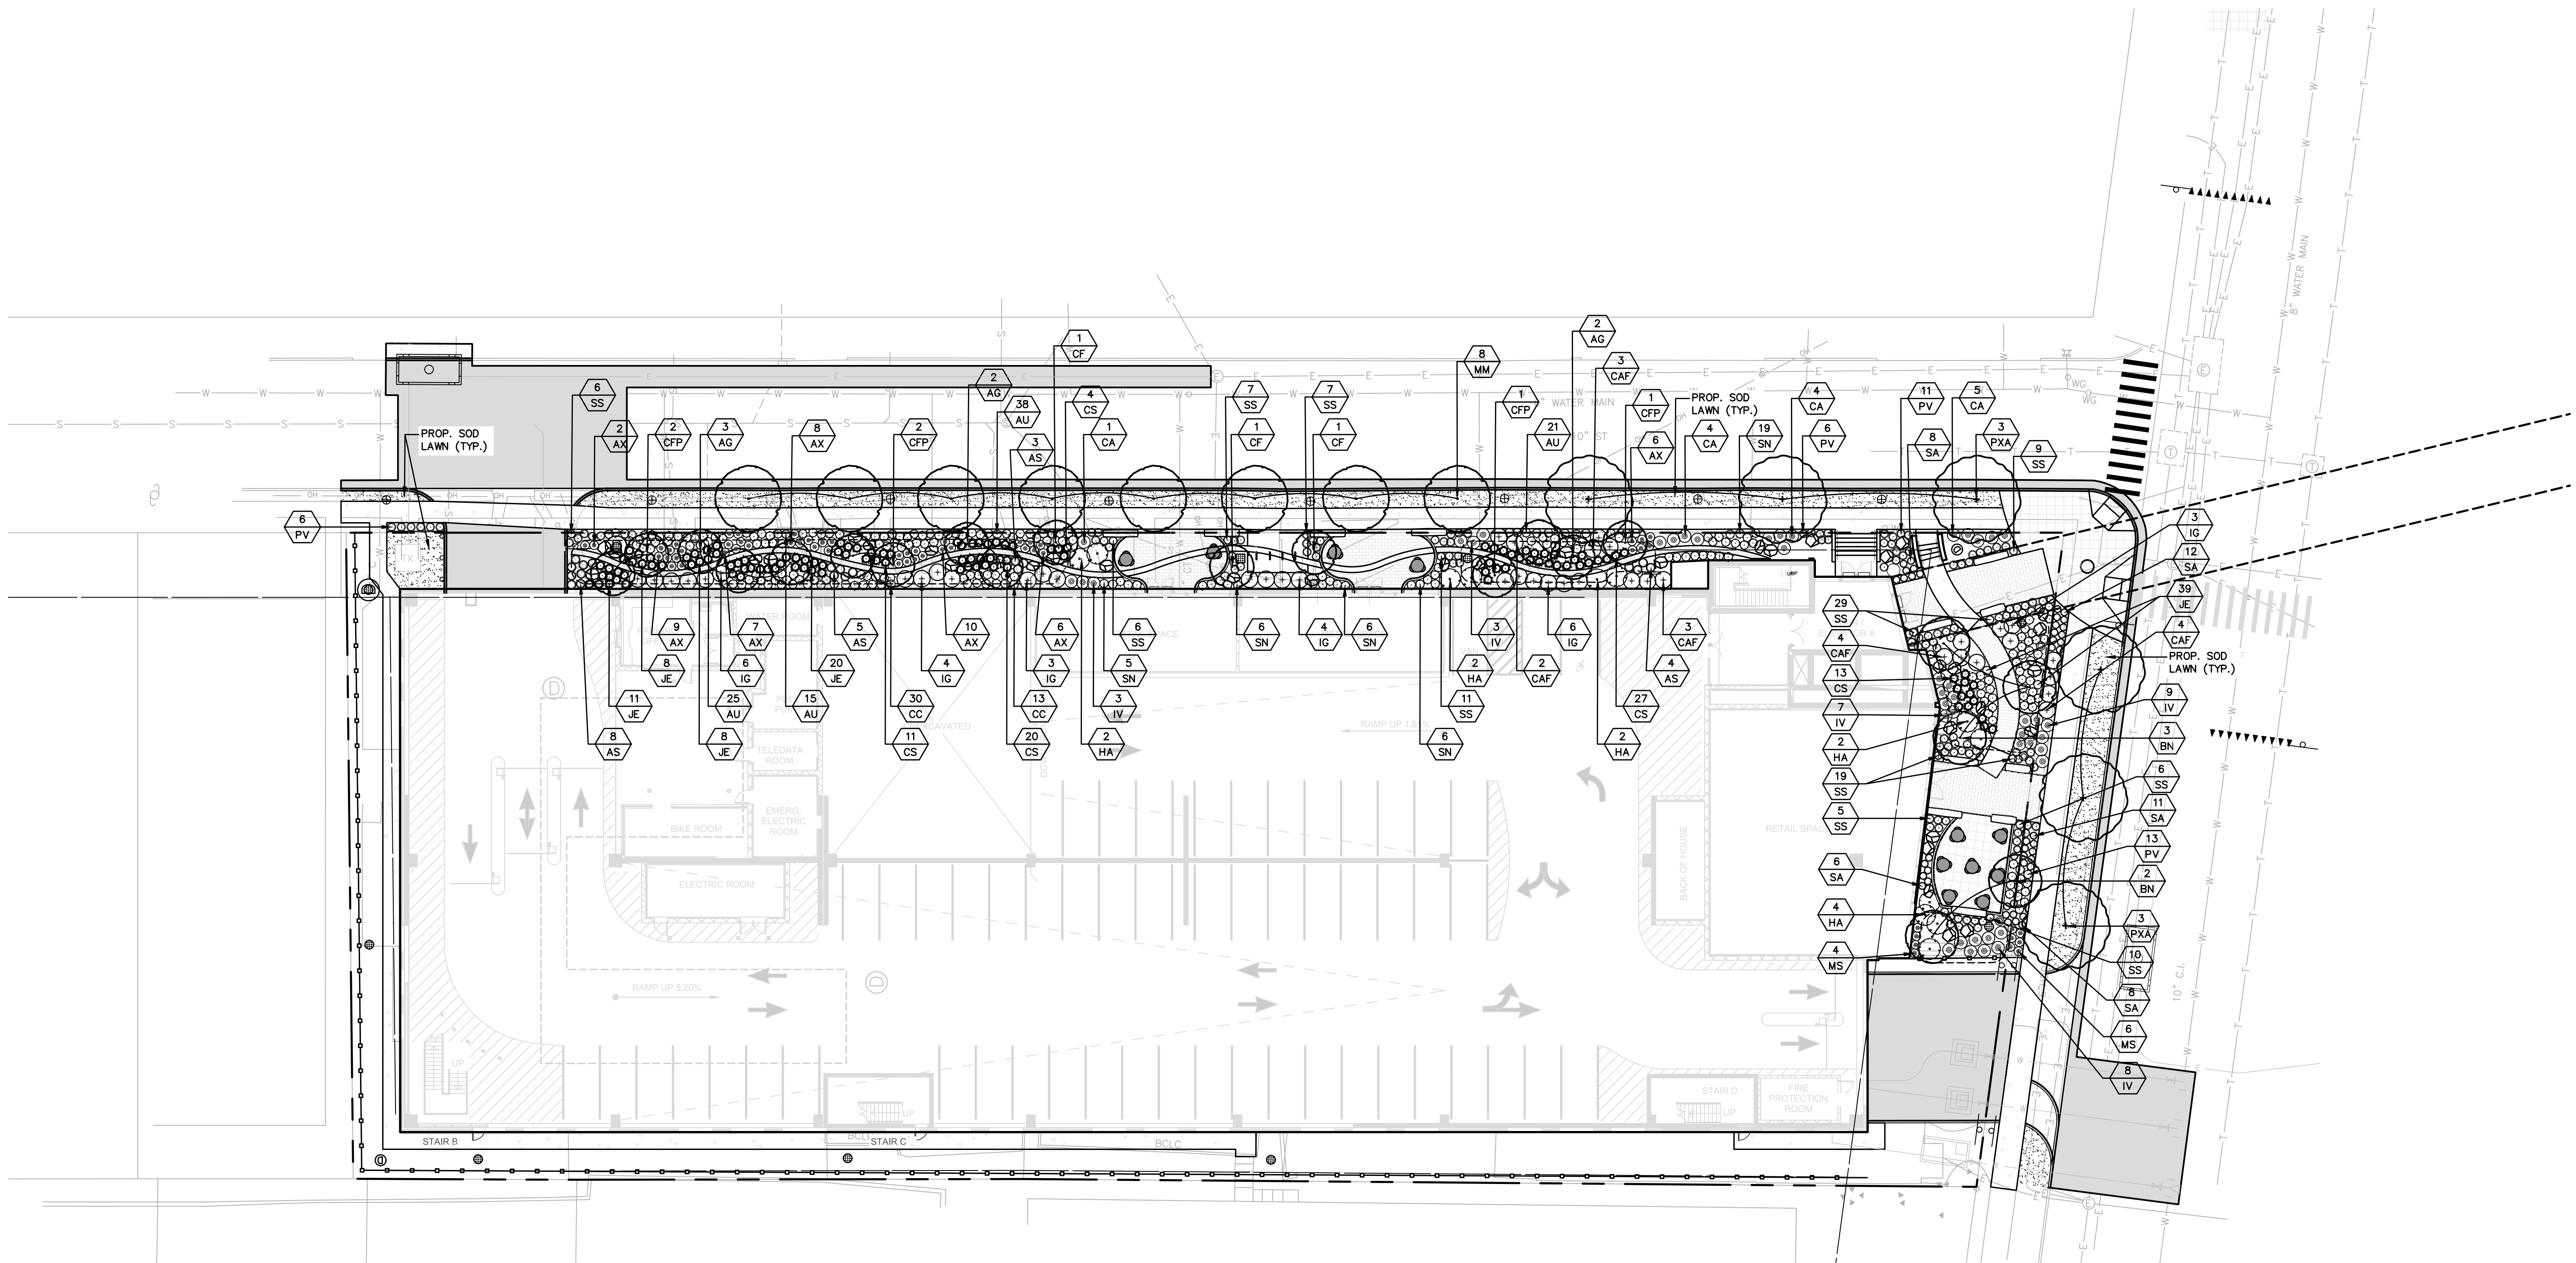 1
CF
2
AG
3
CAF
8
MM
2
AG
6
SS
38
AU
4
CS
7
SS
7
SS
1
CFP
1
CFP
PROP. SOD
LAWN (TYP.)
4
CA
11
PV
5
CA
8" WATER MAIN
WATER MAIN
10" ST
PROP. SOD
LAWN (TYP.)
2
AX
2
CFP
3
AG
8
AX
2
CFP
3
AS
1
CA
1
CF
1
CF
21
AU
6
AX
4
CA
19
SN
6
PV
8
SA
3
PXA
9
SS
6
PV
3
IG
12
SA
39
JE
4
CAF
PROP. SOD
LAWN (TYP.)
29
SS
4
CAF
13
CS
7
IV
2
HA
19
SS
5
SS
6
SA
4
HA
4
MS
9
IV
3
BN
6
SS
11
SA
13
PV
2
BN
3
PXA
10
SS
8
SA
6
MS
8
IV
10" C.I.
9
AX
7
AX
5
AS
10
AX
6
AX
6
SS
6
SN
4
IG
6
SN
3
IV
6
IG
3
CAF
8
JE
6
IG
20
JE
4
IG
3
IG
5
SN
2
HA
2
CAF
4
AS
11
JE
25
AU
15
AU
30
CC
13
CC
3
IV
11
SS
27
CS
8
AS
8
JE
11
CS
20
CS
2
HA
6
SN
2
HA
TELEDATA
ROOM
EMERG.
ELECTRIC
ROOM
BIKE ROOM
ELECTRIC ROOM
RAMP UP 1.65%
RAMP UP 5.20%
BACK OF HOUSE
RETAIL SPACE
UP
UP
UP
STAIR D
FIRE
PROTECTION
ROOM
STAIR B
STAIR C
BCLC
BCLC